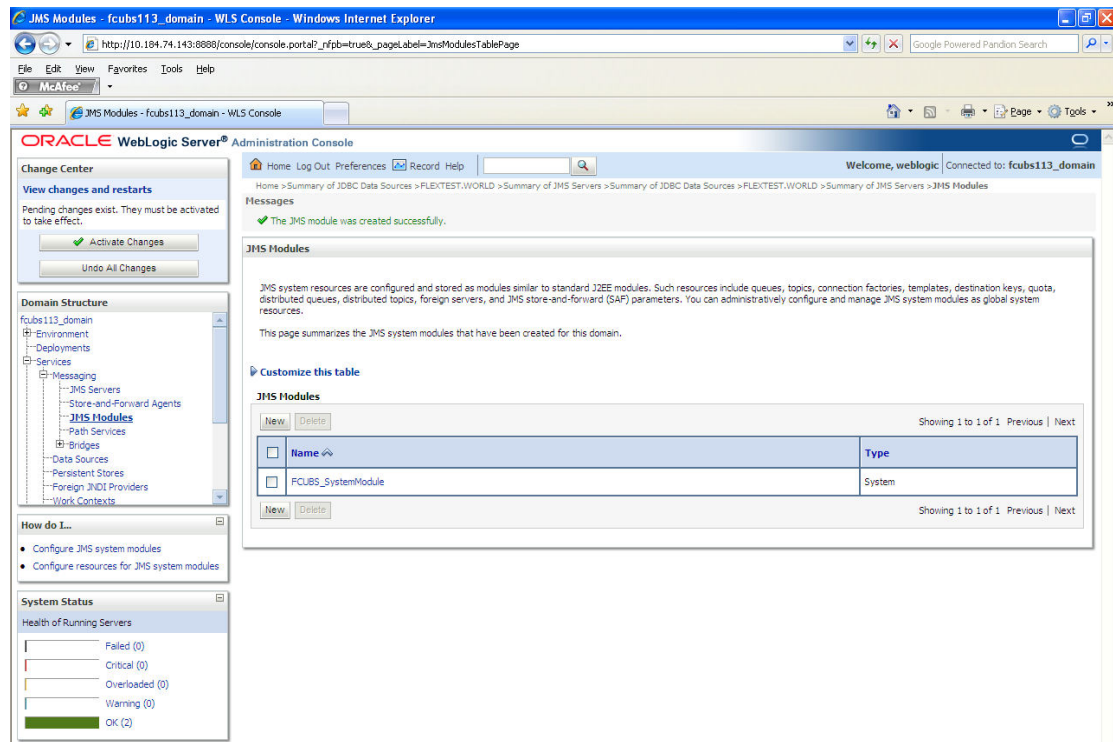 JMS Modules - fcubs113_domain - WLS Console - Windows Internet Explorer
http://10.184.74.143:8888/console/console.portal?_nfpb=true&_pageLabel=JmsModulesTablePage
Google Powered Pandion Search
File Edit View Favorites Tools Help
McAfee
JMS Modules - fcubs113_domain - WLS Console
Page Tools
ORACLE WebLogic Server® Administration Console
Change Center
View changes and restarts
Pending changes exist. They must be activated
to take effect.
Activate Changes
Undo All Changes
Domain Structure
fcubs113_domain
Environment
Deployments
Services
Messaging
JMS Servers
Store-and-Forward Agents
JMS Modules
Path Services
Bridges
Data Sources
Persistent Stores
Foreign JNDI Providers
Work Contexts
How do I...
Configure JMS system modules
Configure resources for JMS system modules
System Status
Health of Running Servers
Failed (0)
Critical (0)
Overloaded (0)
Warning (0)
OK (2)
Home Log Out Preferences Record Help
Welcome, weblogic Connected to: fcubs113_domain
Home >Summary of JDBC Data Sources >FLEXTEST.WORLD >Summary of JMS Servers >Summary of JDBC Data Sources >FLEXTEST.WORLD >Summary of JMS Servers >JMS Modules
Messages
The JMS module was created successfully.
JMS Modules
JMS system resources are configured and stored as modules similar to standard J2EE modules. Such resources include queues, topics, connection factories, templates, destination keys, quota,
distributed queues, distributed topics, foreign servers, and JMS store-and-forward (SAF) parameters. You can administratively configure and manage JMS system modules as global system
resources.
This page summarizes the JMS system modules that have been created for this domain.
Customize this table
JMS Modules
New Delete Showing 1 to 1 of 1 Previous | Next
Name Type
FCUBS_SystemModule System
New Delete Showing 1 to 1 of 1 Previous | Next